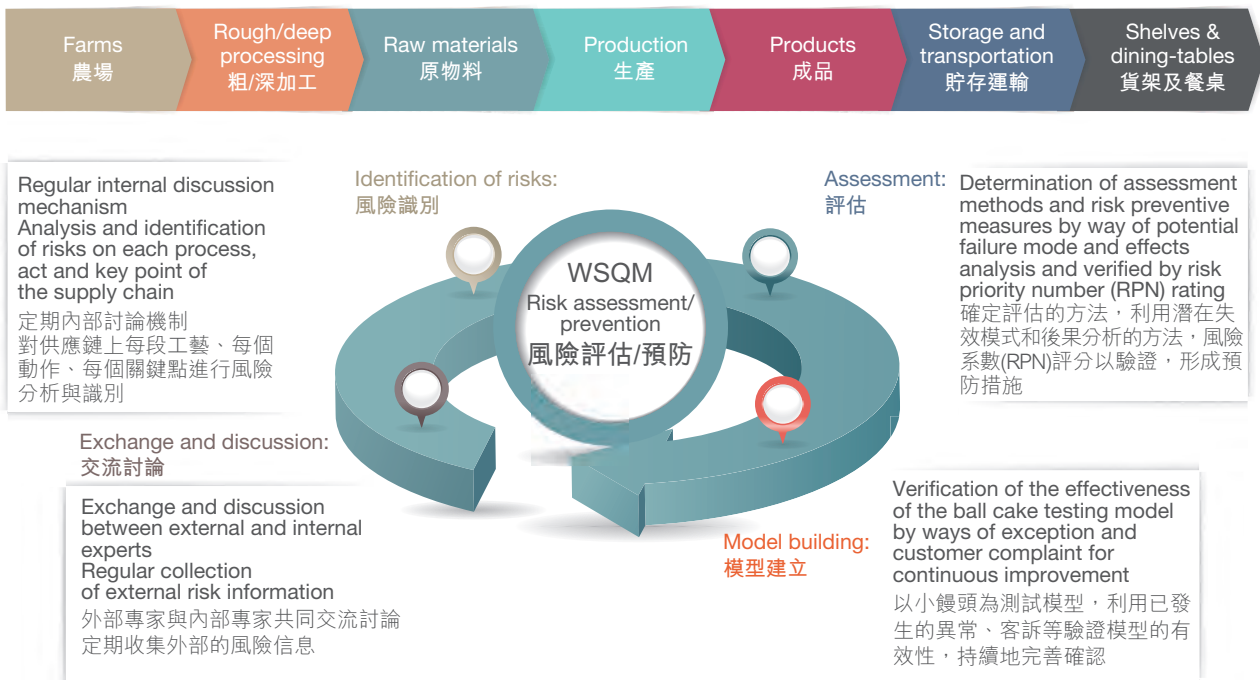 Farms
農場
Rough/deep
processing
粗/深加工
Raw materials
原物料
Production
生產
Products
成品
Storage and
transportation
貯存運輸
Shelves &
dining-tables
貨架及餐桌
Identification of risks:
風險識別
Regular internal discussion
mechanism
Analysis and identification
of risks on each process,
act and key point of
the supply chain
定期內部討論機制
對供應鏈上每段工藝、每個
動作、每個關鍵點進行風險
分析與識別
WSQM
Risk assessment/
prevention
風險評估/預防
Assessment:
評估
Determination of assessment
methods and risk preventive
measures by way of potential
failure mode and effects
analysis and verified by risk
priority number (RPN) rating
確定評估的方法，利用潛在失
效模式和後果分析的方法，風險
系數(RPN)評分以驗證，形成預
防措施
Exchange and discussion:
交流討論
Exchange and discussion
between external and internal
experts
Regular collection
of external risk information
外部專家與內部專家共同交流討論
定期收集外部的風險信息
Model building:
模型建立
Verification of the effectiveness
of the ball cake testing model
by ways of exception and
customer complaint for
continuous improvement
以小饅頭為測試模型，利用已發
生的異常、客訴等驗證模型的有
效性，持續地完善確認